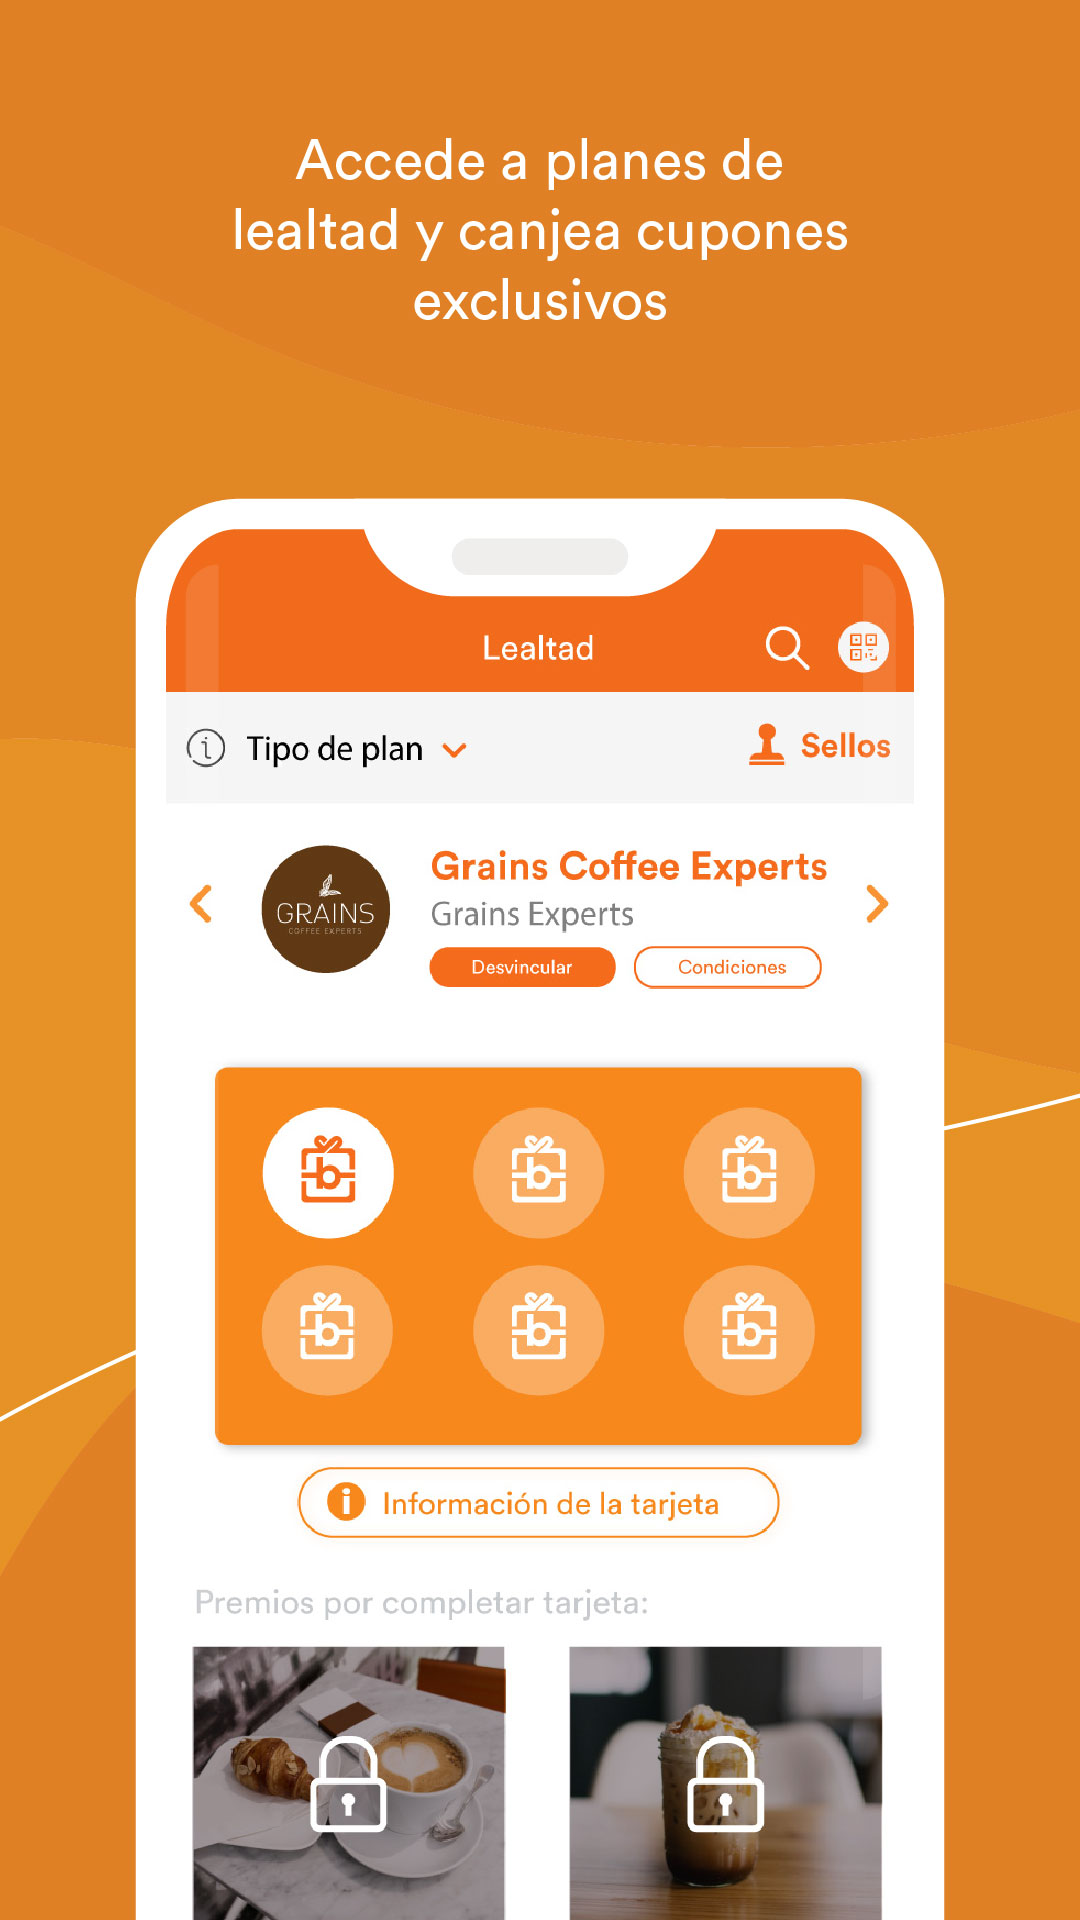 Accede a planes de
lealtad y canjea cupones
exclusivos
Lealtad
Tipo de plan
Sellos
GRAINS
COFFEE EXPERTS
Grains Coffee Experts
Grains Experts
Desvincular
Condiciones
b b b
b b b
Información de la tarjeta
Premios por completar tarjeta: